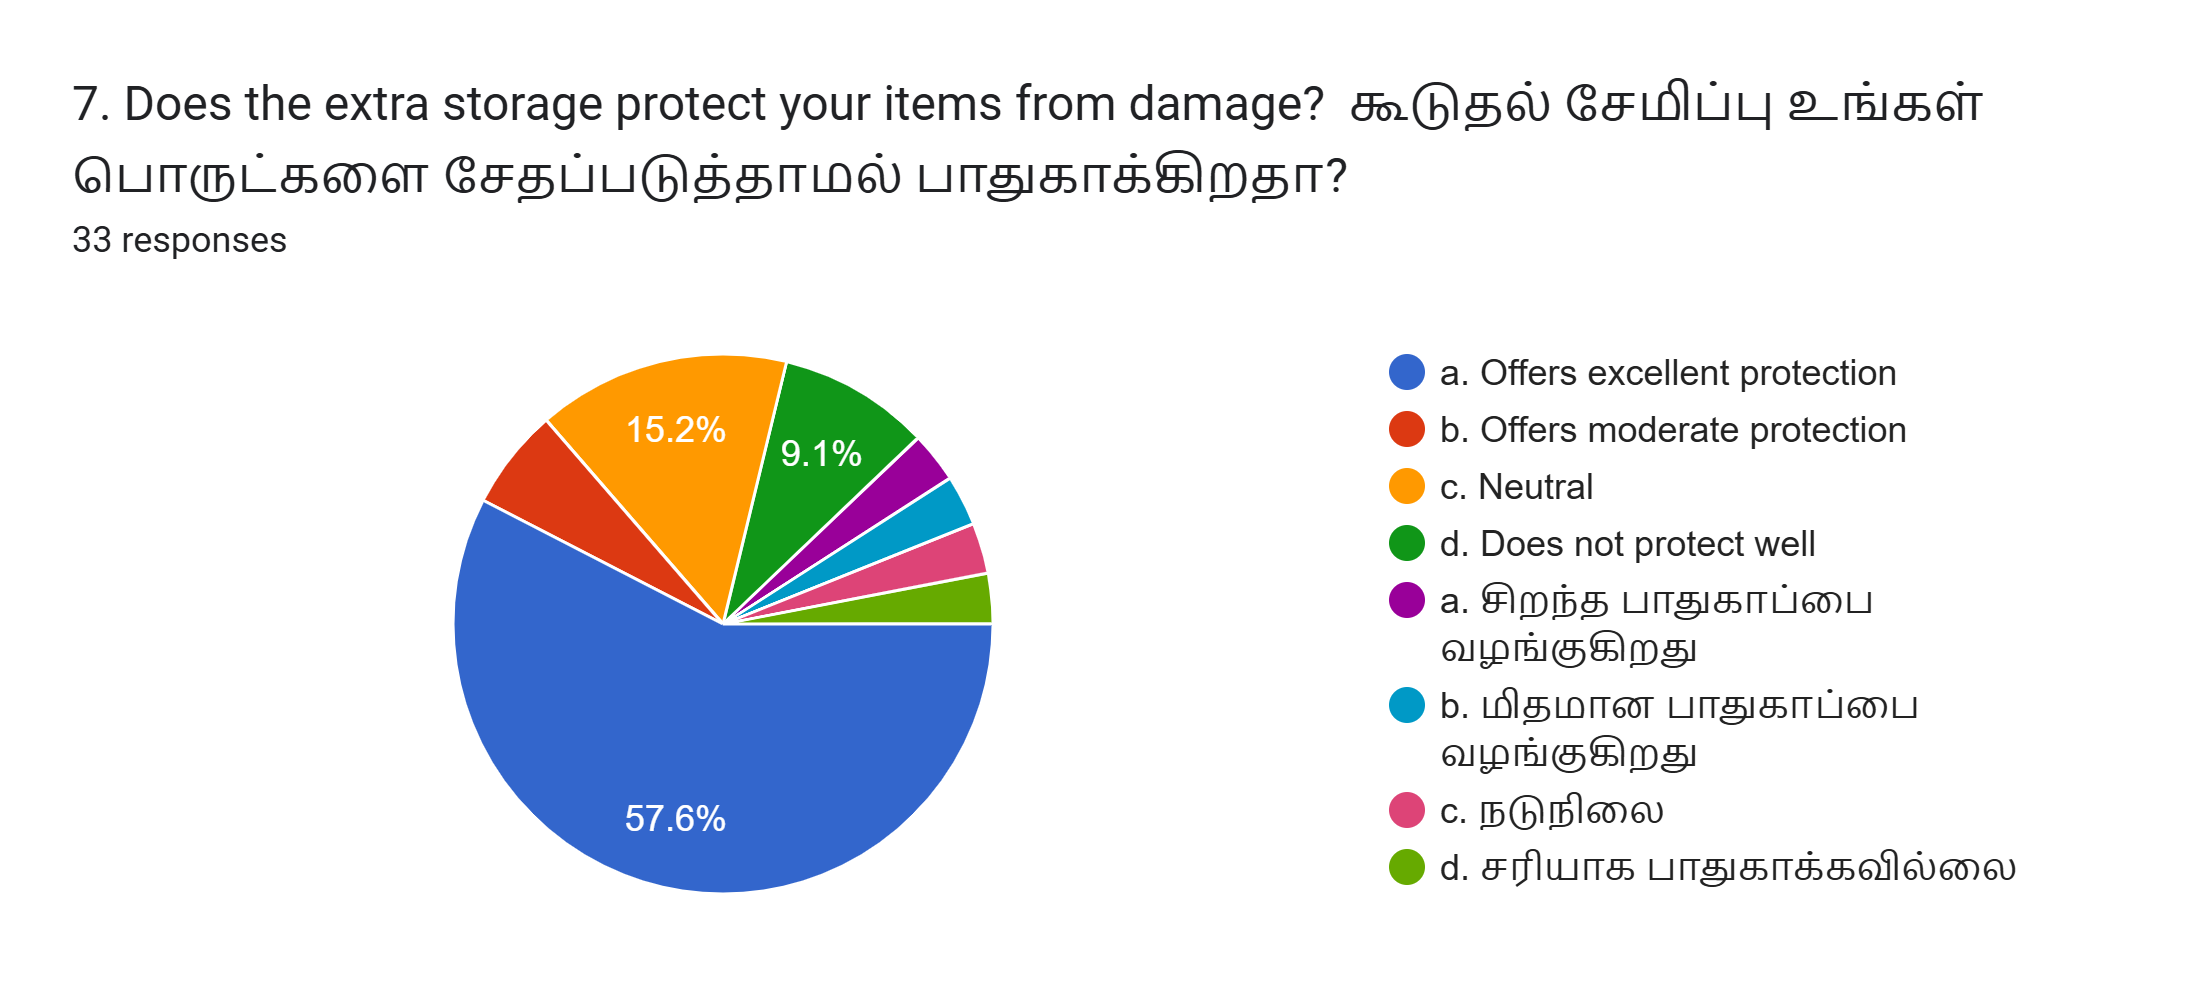 7. Does the extra storage protect your items from damage?  கூடுதல் சேமிப்பு உங்கள்
பொருட்களை சேதப்படுத்தாமல் பாதுகாக்கிறதா?
33 responses
15.2%
9.1%
57.6%
a. Offers excellent protection
b. Offers moderate protection
c. Neutral
d. Does not protect well
a. சிறந்த பாதுகாப்பை
வழங்குகிறது
b. மிதமான பாதுகாப்பை
வழங்குகிறது
c. நடுநிலை
d. சரியாக பாதுகாக்கவில்லை